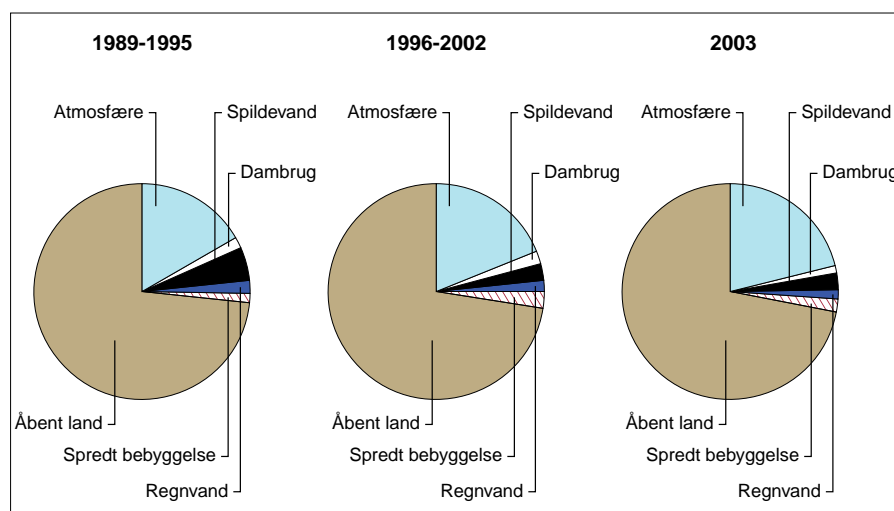 1989-1995
1996-2002
2003
Atmosfære
Spildevand
Dambrug
Åbent land
Spredt bebyggelse
Regnvand
Atmosfære
Spildevand
Dambrug
Åbent land
Spredt bebyggelse
Regnvand
Atmosfære
Spildevand
Dambrug
Åbent land
Spredt bebyggelse
Regnvand